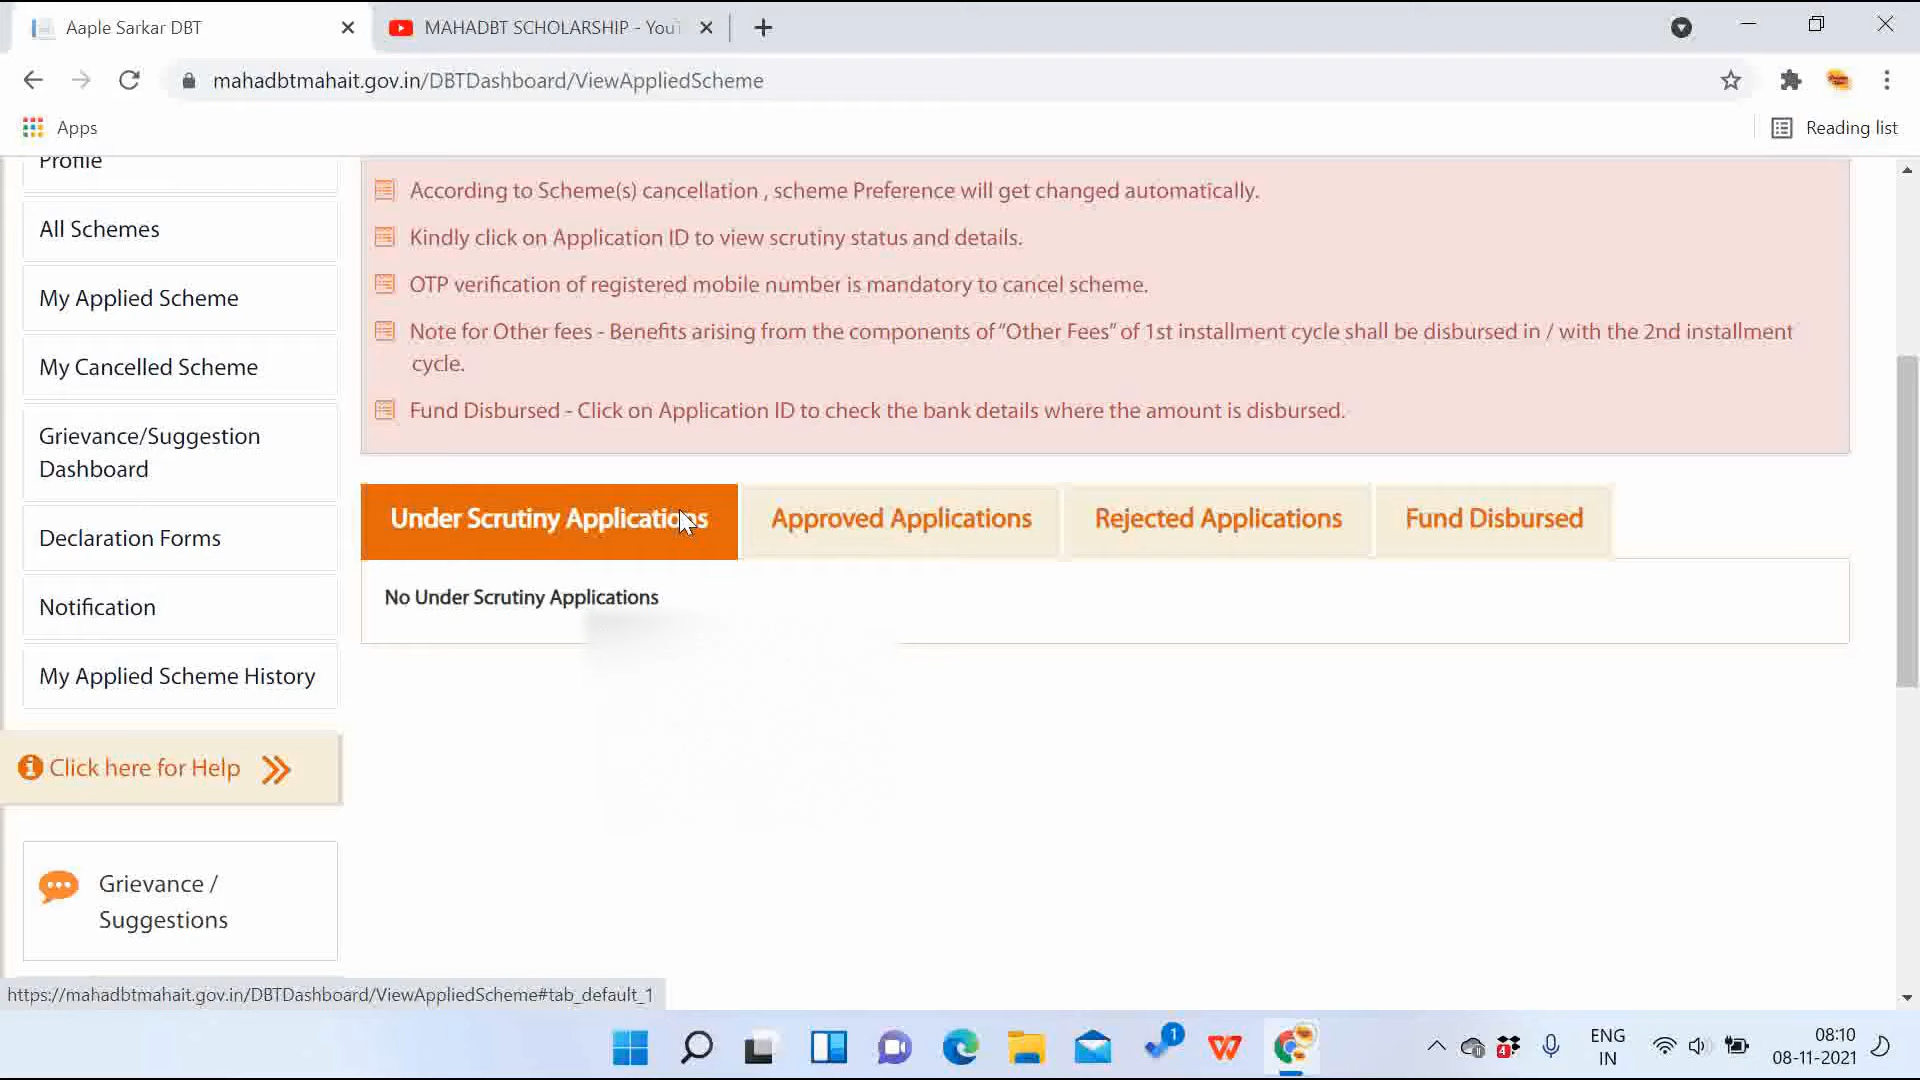 Aaple Sarkar DBT
MAHADBT SCHOLARSHIP - You
mahadbtmahait.gov.in/DBTDashboard/ViewAppliedScheme
Apps
Reading list
Profile
All Schemes
My Applied Scheme
My Cancelled Scheme
Grievance/Suggestion
Dashboard
Declaration Forms
Notification
My Applied Scheme History
Click here for Help
Grievance /
Suggestions
According to Scheme(s) cancellation , scheme Preference will get changed automatically.
Kindly click on Application ID to view scrutiny status and details.
OTP verification of registered mobile number is mandatory to cancel scheme.
Note for Other fees - Benefits arising from the components of “Other Fees” of 1st installment cycle shall be disbursed in / with the 2nd installment
cycle.
Fund Disbursed - Click on Application ID to check the bank details where the amount is disbursed.
Under Scrutiny Applications
Approved Applications
Rejected Applications
Fund Disbursed
No Under Scrutiny Applications
https://mahadbtmahait.gov.in/DBTDashboard/ViewAppliedScheme#tab_default_1
1
4
ENG
IN
08:10
08-11-2021